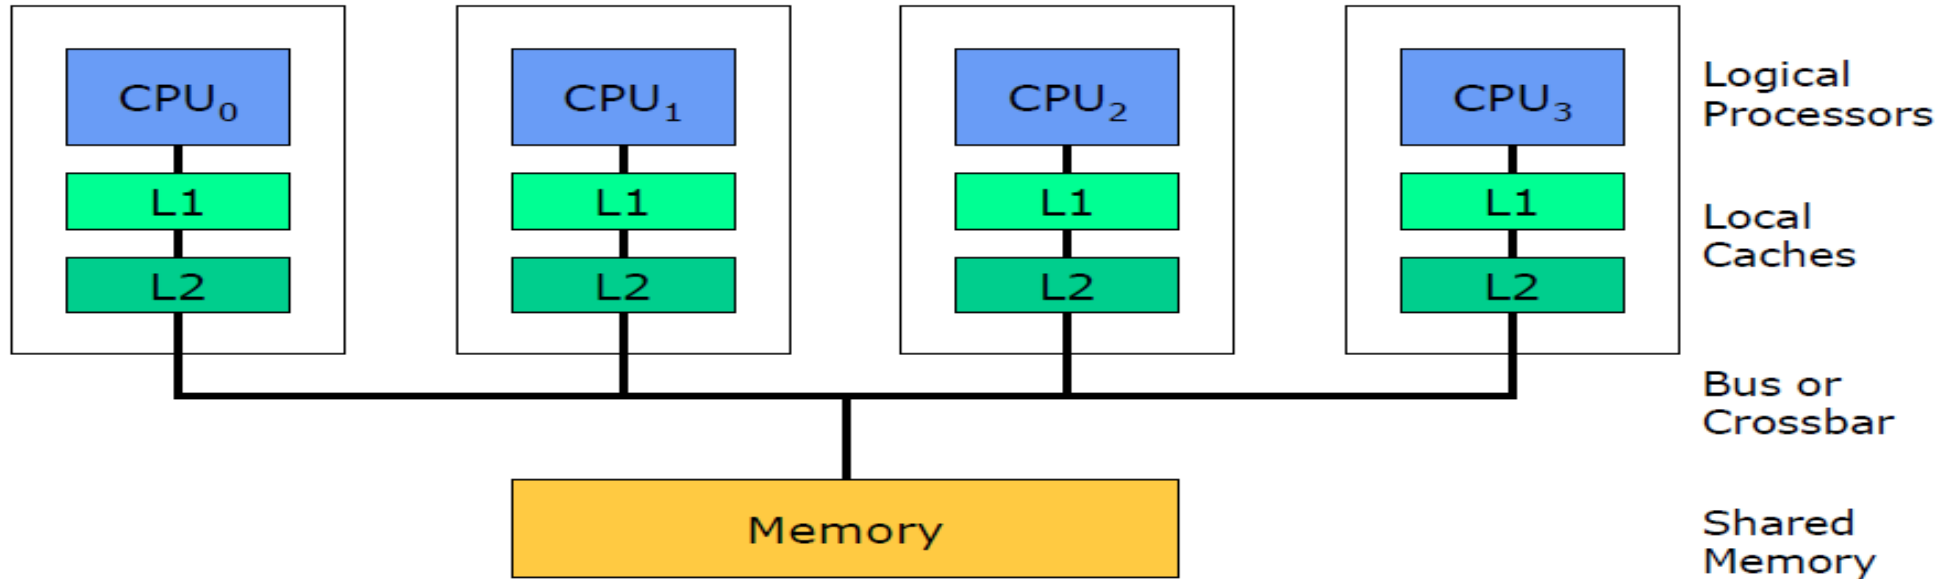 CPU₀ CPU₁ CPU₂ CPU₃ Logical
Processors
L1 L1 L1 L1 Local
Caches
L2 L2 L2 L2
Bus or
Crossbar
Memory Shared
Memory